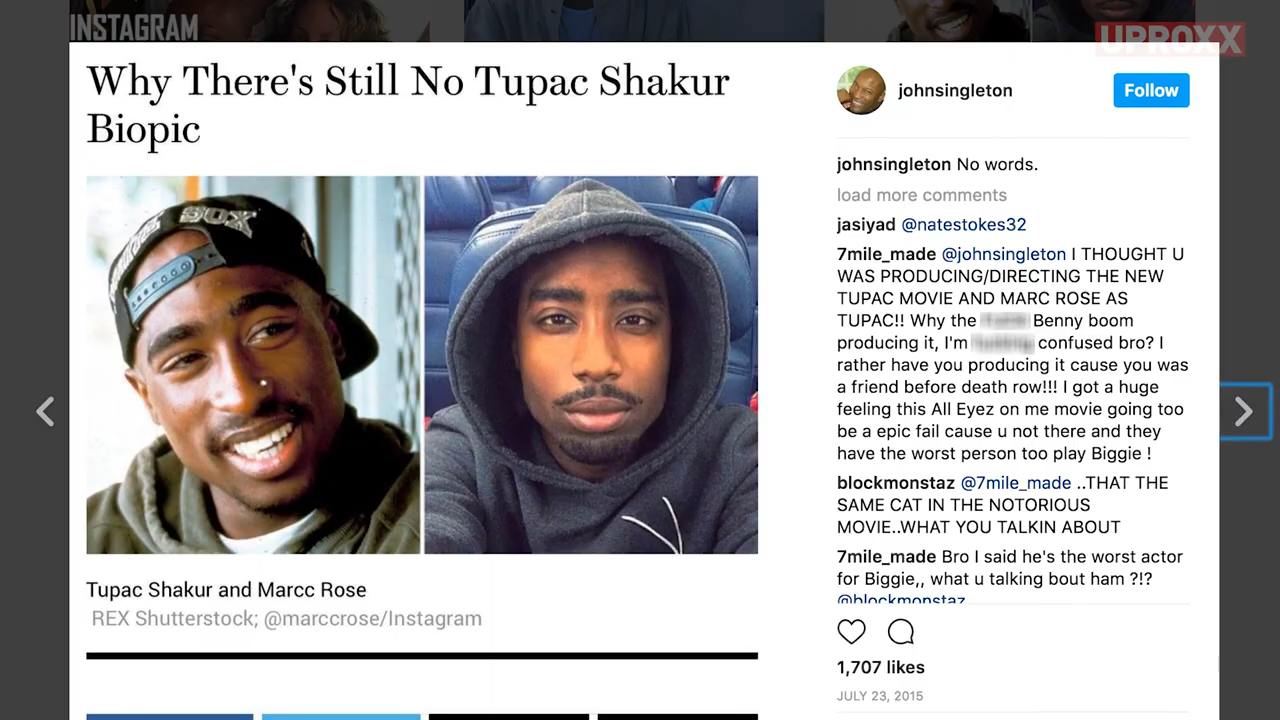 INSTAGRAM
UPROXX
Why There's Still No Tupac Shakur
Biopic
SOX
Tupac Shakur and Marcc Rose
REX Shutterstock; @marccrose/Instagram
johnsingleton
Follow
johnsingleton No words.
load more comments
jasiyad @natestokes32
7mile_made @johnsingleton I THOUGHT U
WAS PRODUCING/DIRECTING THE NEW
TUPAC MOVIE AND MARC ROSE AS
TUPAC!! Why the Benny boom
producing it, I'm confused bro? I
rather have you producing it cause you was
a friend before death row!!! I got a huge
feeling this All Eyez on me movie going too
be a epic fail cause u not there and they
have the worst person too play Biggie !
blockmonstaz @7mile_made ..THAT THE
SAME CAT IN THE NOTORIOUS
MOVIE..WHAT YOU TALKIN ABOUT
7mile_made Bro I said he's the worst actor
for Biggie,, what u talking bout ham ?!?
@blockmonstaz
1,707 likes
JULY 23, 2015